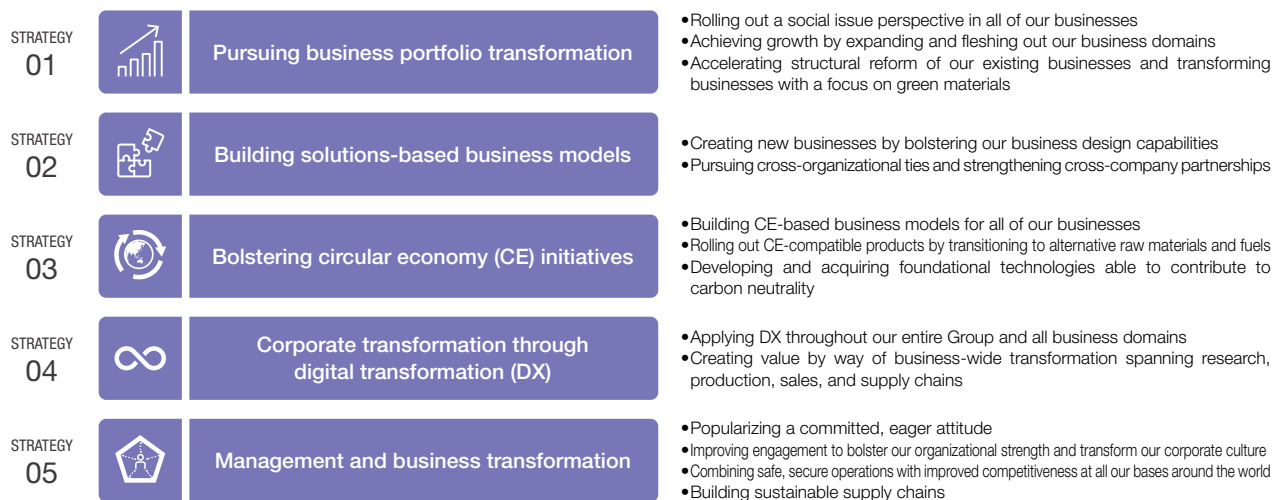 STRATEGY
01
Pursuing business portfolio transformation
•Rolling out a social issue perspective in all of our businesses
•Achieving growth by expanding and fleshing out our business domains
•Accelerating structural reform of our existing businesses and transforming
businesses with a focus on green materials
STRATEGY
02
Building solutions-based business models
•Creating new businesses by bolstering our business design capabilities
•Pursuing cross-organizational ties and strengthening cross-company partnerships
STRATEGY
03
Bolstering circular economy (CE) initiatives
•Building CE-based business models for all of our businesses
•Rolling out CE-compatible products by transitioning to alternative raw materials and fuels
•Developing and acquiring foundational technologies able to contribute to
carbon neutrality
STRATEGY
04
Corporate transformation through
digital transformation (DX)
•Applying DX throughout our entire Group and all business domains
•Creating value by way of business-wide transformation spanning research,
production, sales, and supply chains
STRATEGY
05
Management and business transformation
•Popularizing a committed, eager attitude
•Improving engagement to bolster our organizational strength and transform our corporate culture
•Combining safe, secure operations with improved competitiveness at all our bases around the world
•Building sustainable supply chains